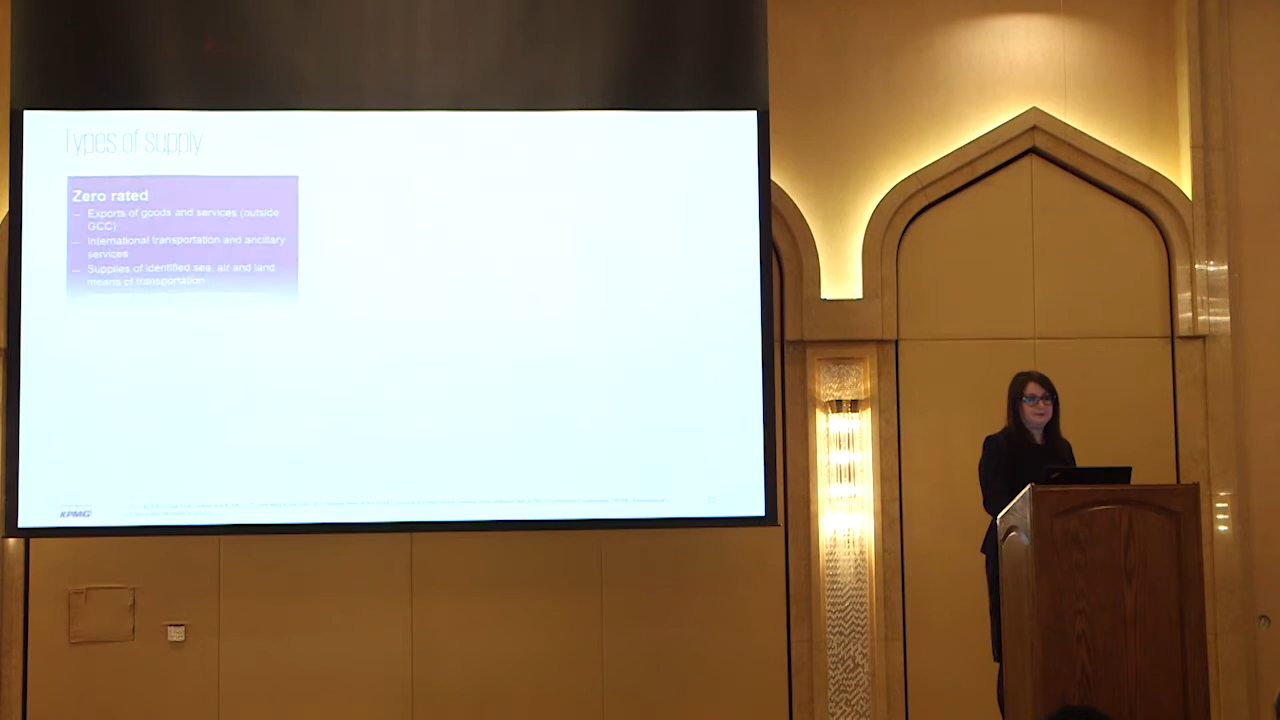 Types of supply
Zero rated
– Exports of goods and services (outside
GCC)
– International transportation and ancillary
services
– Supplies of identified sea, air and land
means of transportation
KPMG